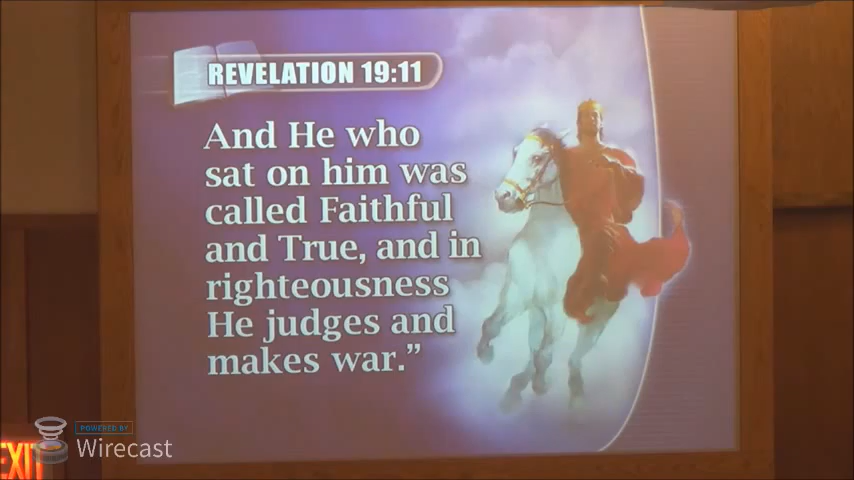 REVELATION 19:11
And He who
sat on him was
called Faithful
and True, and in
righteousness
He judges and
makes war.”
POWERED BY
Wirecast
EXIT